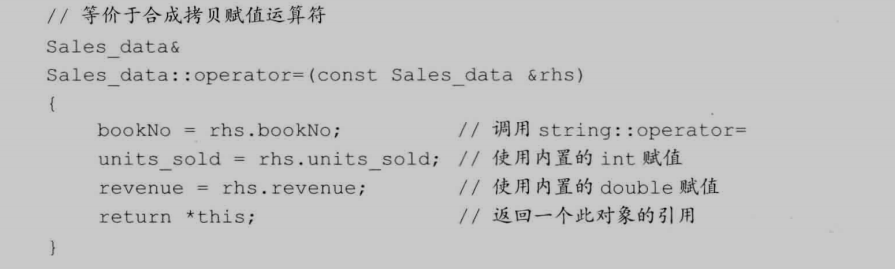 // 等价于合成拷贝赋值运算符
Sales_data&
Sales_data::operator=(const Sales_data &rhs)
{
    bookNo = rhs.bookNo;          // 调用 string::operator=
    units_sold = rhs.units_sold;  // 使用内置的 int 赋值
    revenue = rhs.revenue;        // 使用内置的 double 赋值
    return *this;                 // 返回一个此对象的引用
}